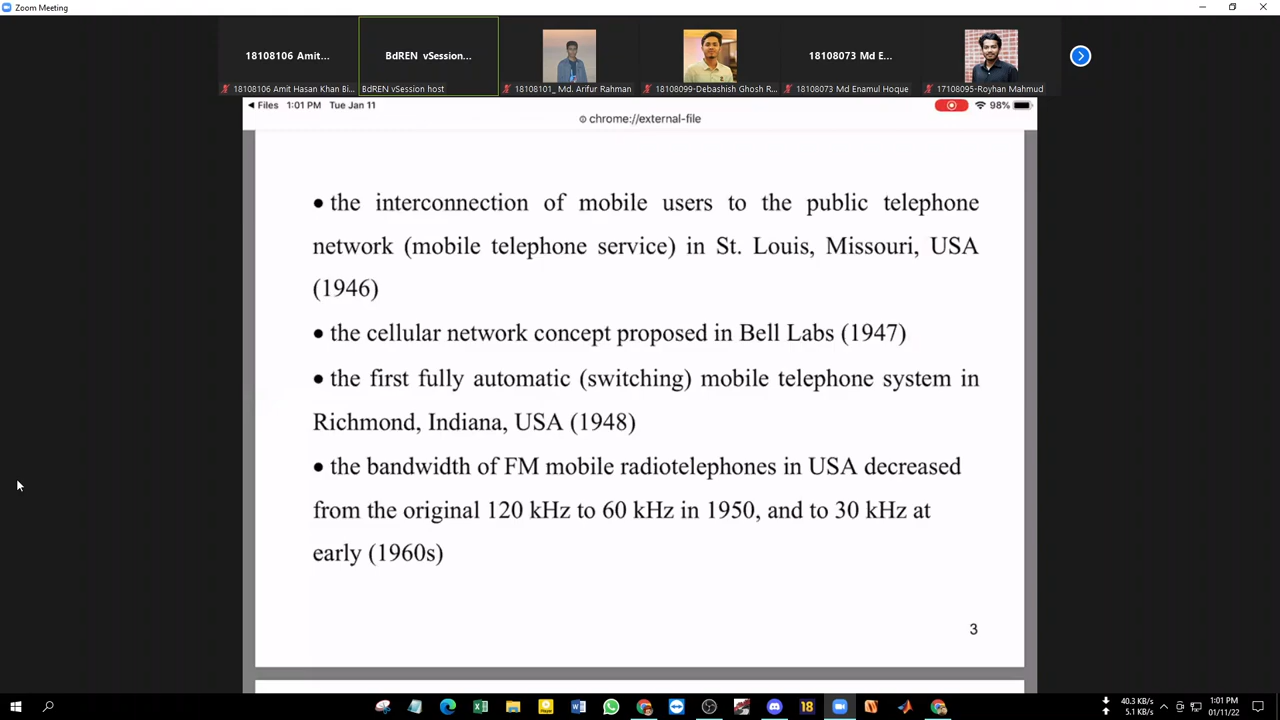 Zoom Meeting
18108106 Amit...
BdREN vSession...
18108073 Md E...
18108106 Amit Hasan Khan Bi...
BdREN vSession host
18108101_ Md. Arifur Rahman
18108099-Debashish Ghosh R...
18108073 Md Enamul Hoque
17108095-Royhan Mahmud
Files 1:01 PM Tue Jan 11
98%
chrome://external-file
• the interconnection of mobile users to the public telephone
network (mobile telephone service) in St. Louis, Missouri, USA
(1946)
• the cellular network concept proposed in Bell Labs (1947)
• the first fully automatic (switching) mobile telephone system in
Richmond, Indiana, USA (1948)
• the bandwidth of FM mobile radiotelephones in USA decreased
from the original 120 kHz to 60 kHz in 1950, and to 30 kHz at
early (1960s)
3
40.3 KB/s
5.1 KB/s
1:01 PM
01/11/22
18